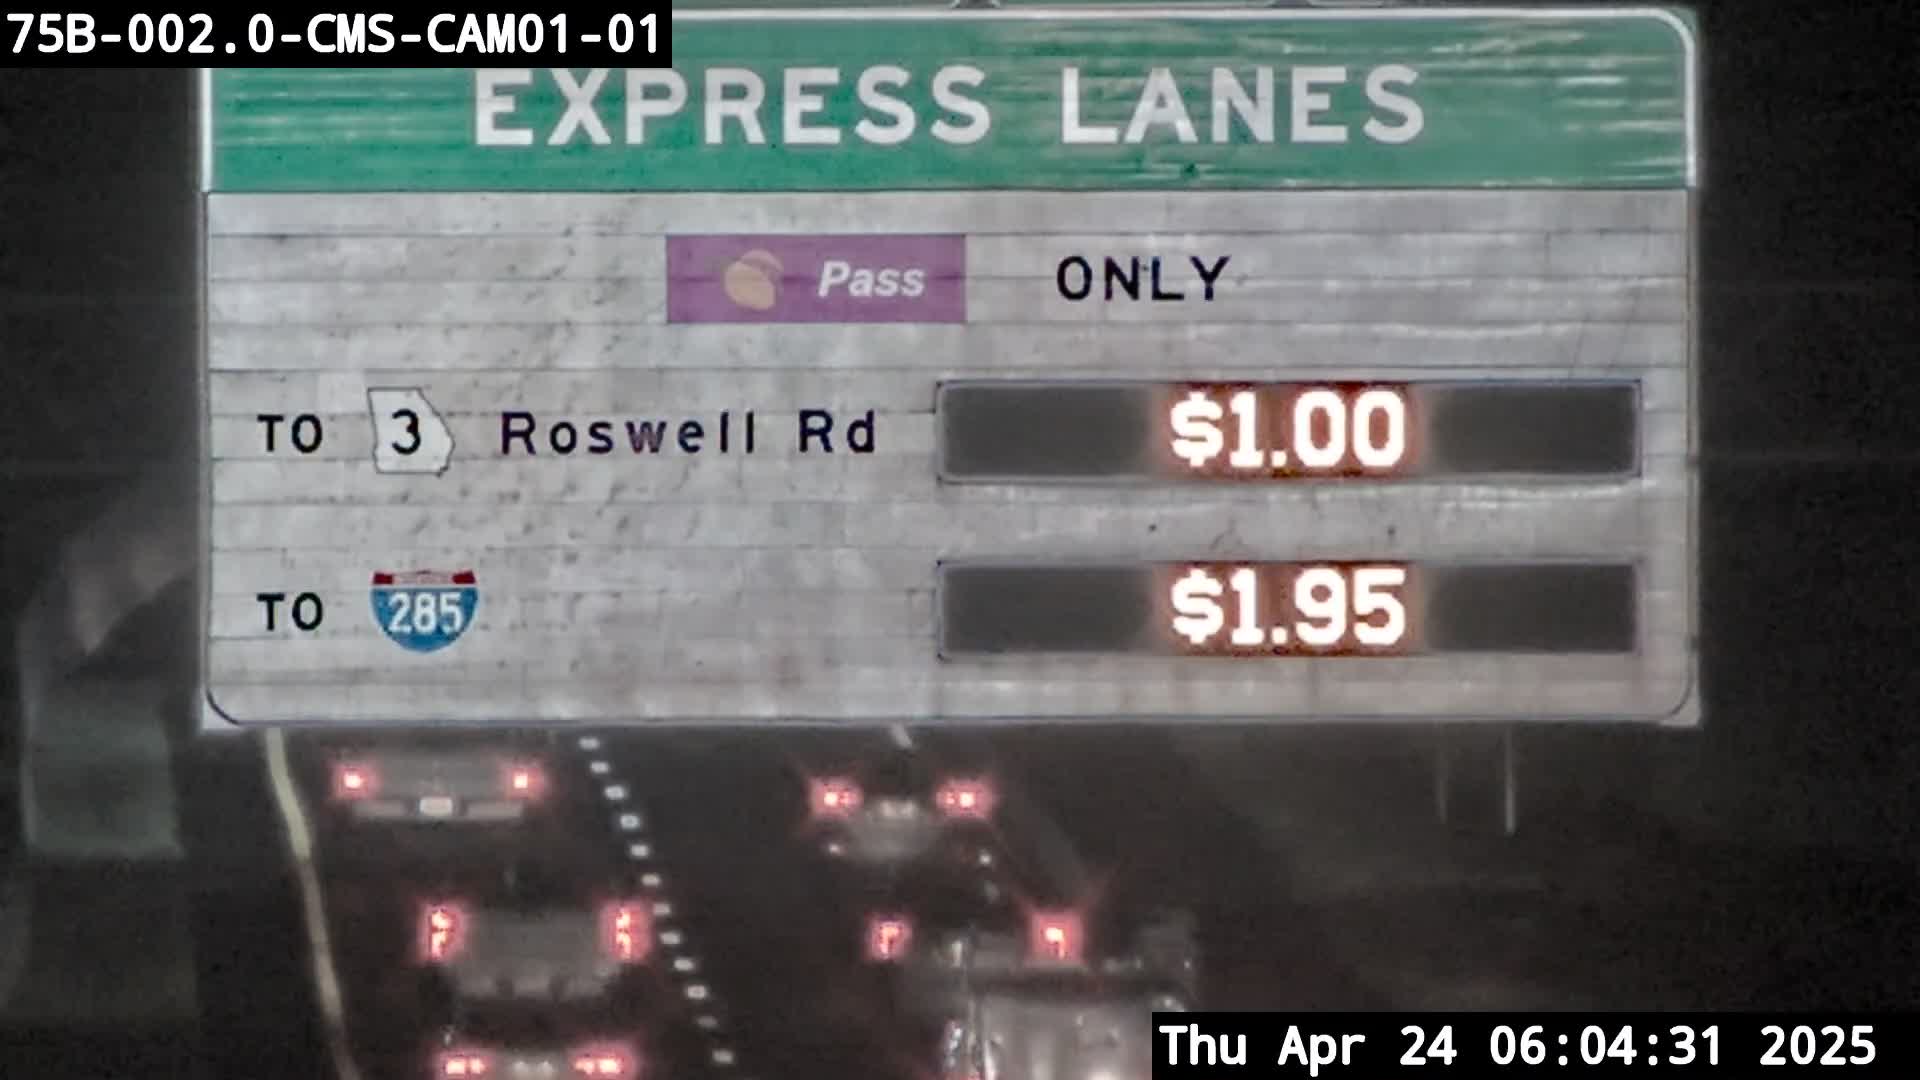 75B-002.0-CMS-CAM01-01
EXPRESS LANES
Pass ONLY
TO 3 Roswell Rd $1.00
TO 285 $1.95
Thu Apr 24 06:04:31 2025